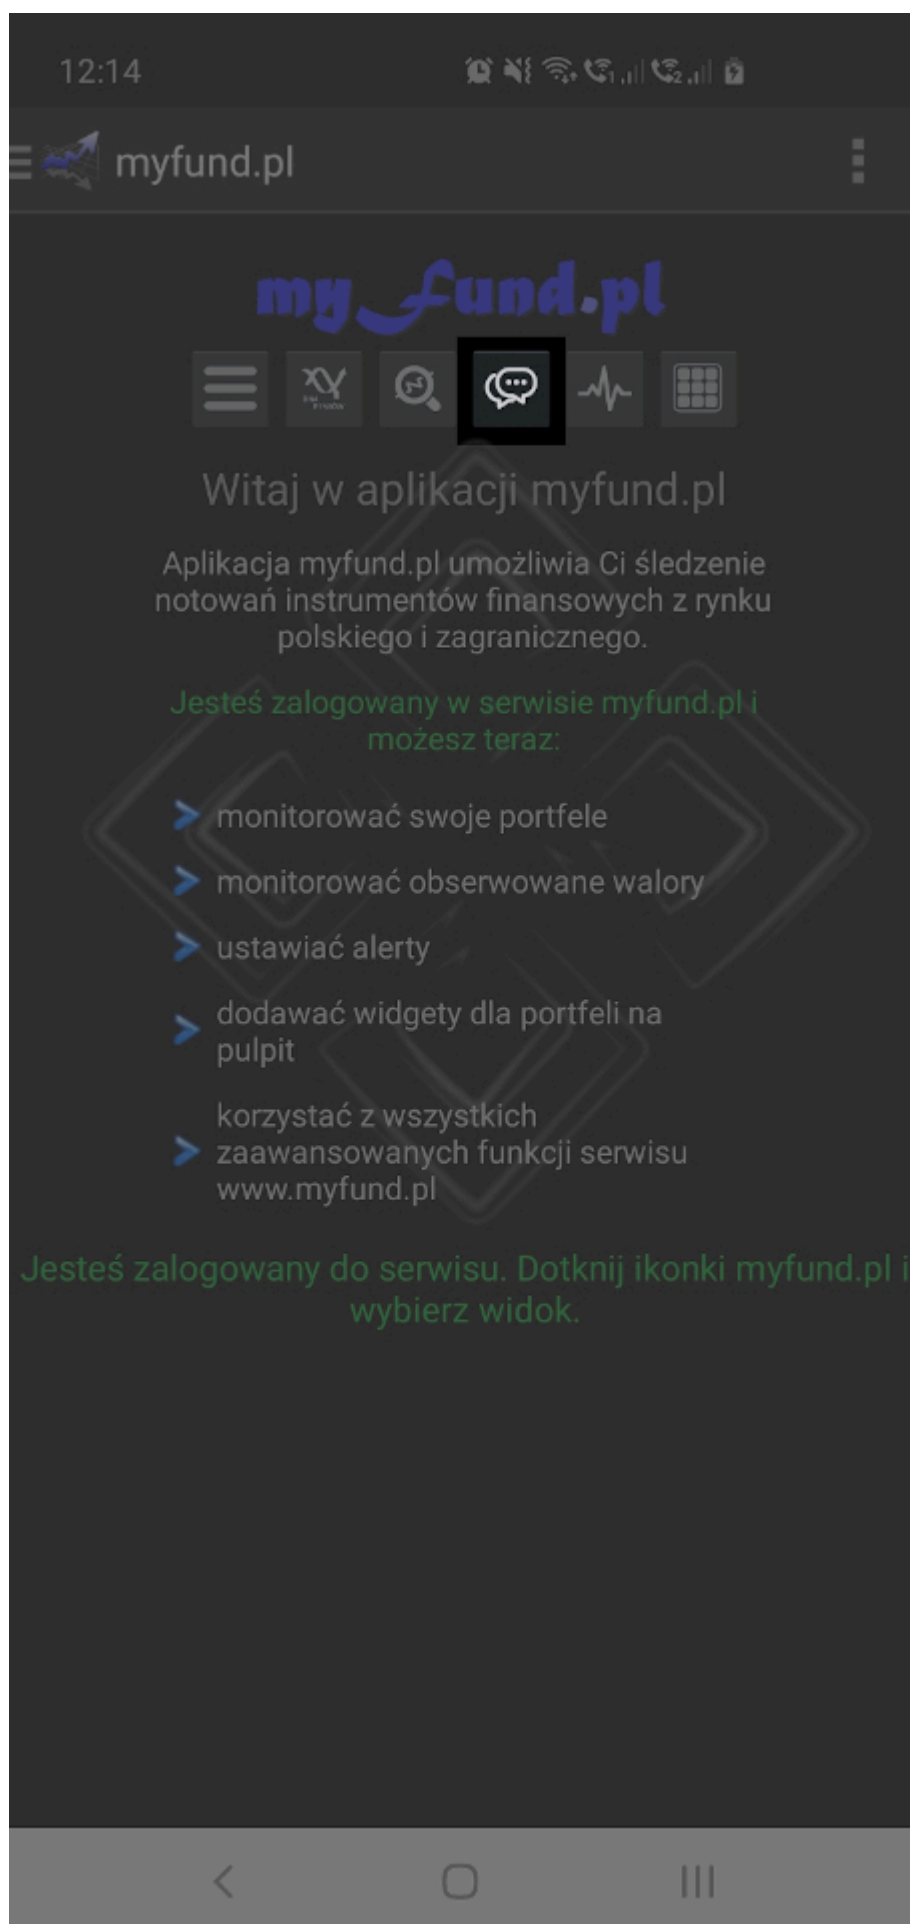 12:14
myfund.pl
my fund.pl
Witaj w aplikacji myfund.pl
Aplikacja myfund.pl umożliwia Ci śledzenie
notowań instrumentów finansowych z rynku
polskiego i zagranicznego.
Jesteś zalogowany w serwisie myfund.pl i
możesz teraz:
monitorować swoje portfele
monitorować obserwowane walory
ustawiać alerty
dodawać widgety dla portfeli na
pulpit
korzystać z wszystkich
zaawansowanych funkcji serwisu
www.myfund.pl
Jesteś zalogowany do serwisu. Dotknij ikonki myfund.pl i
wybierz widok.